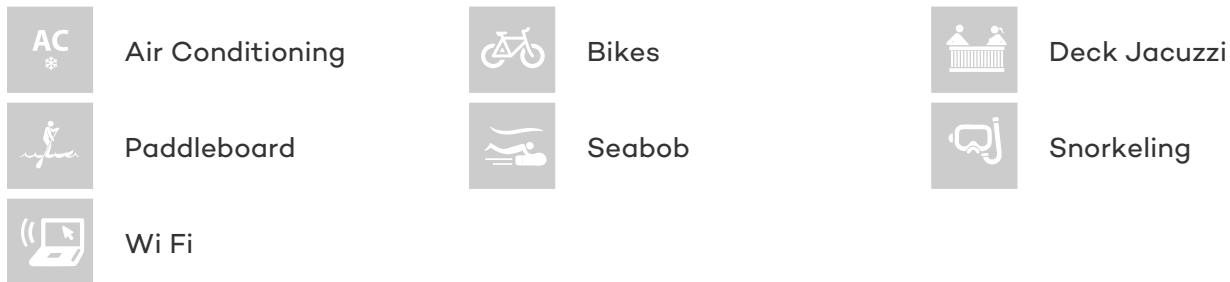 AC
Air Conditioning
Bikes
Deck Jacuzzi
Paddleboard
Seabob
Snorkeling
Wi Fi